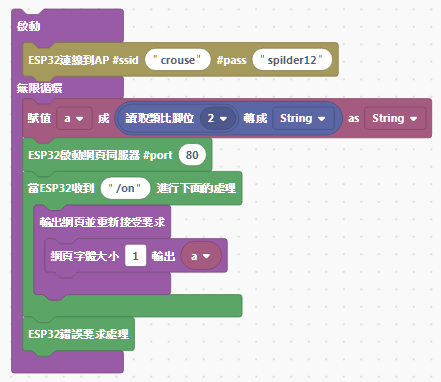 啟動
ESP32連線到AP #ssid "crouse" #pass "spilder12"
無限循環
賦值 a 成 讀取類比腳位 2 轉成 String as String
ESP32啟動網頁伺服器 #port 80
當ESP32收到 "/on" 進行下面的處理
輸出網頁並重新接受要求
網頁字體大小 1 輸出 a
ESP32錯誤要求處理